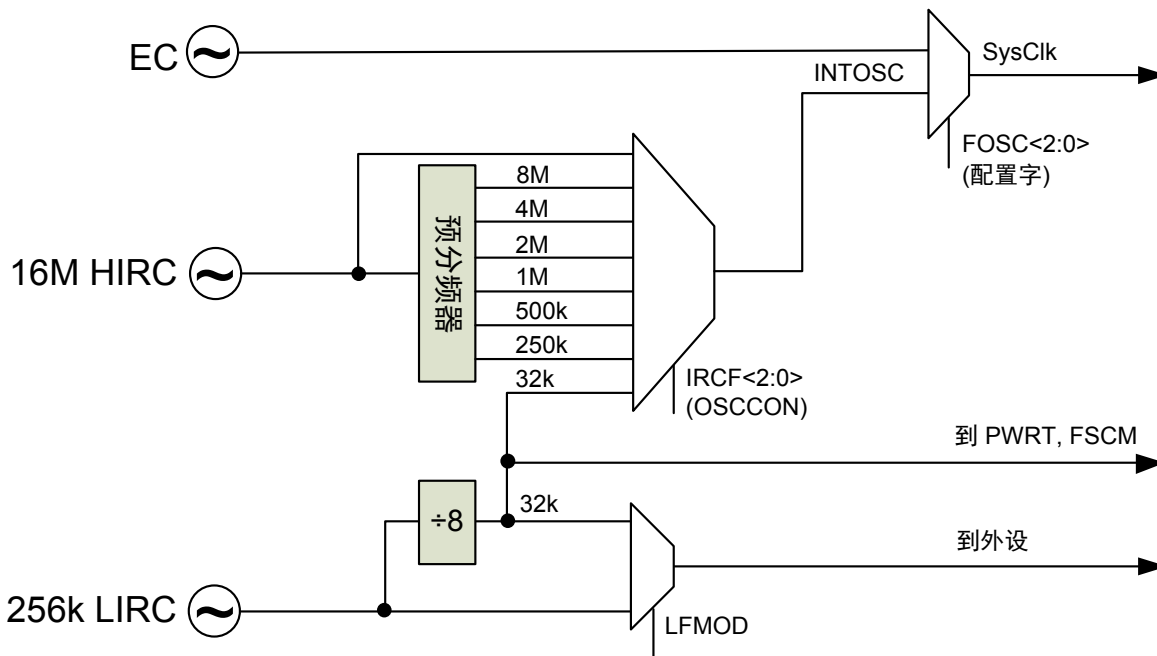 EC
SysClk
INTOSC
FOSC<2:0>
(配置字)
16M HIRC
预分频器
8M
4M
2M
1M
500k
250k
32k
IRCF<2:0>
(OSCCON)
到 PWRT, FSCM
÷8
32k
到外设
256k LIRC
LFMOD